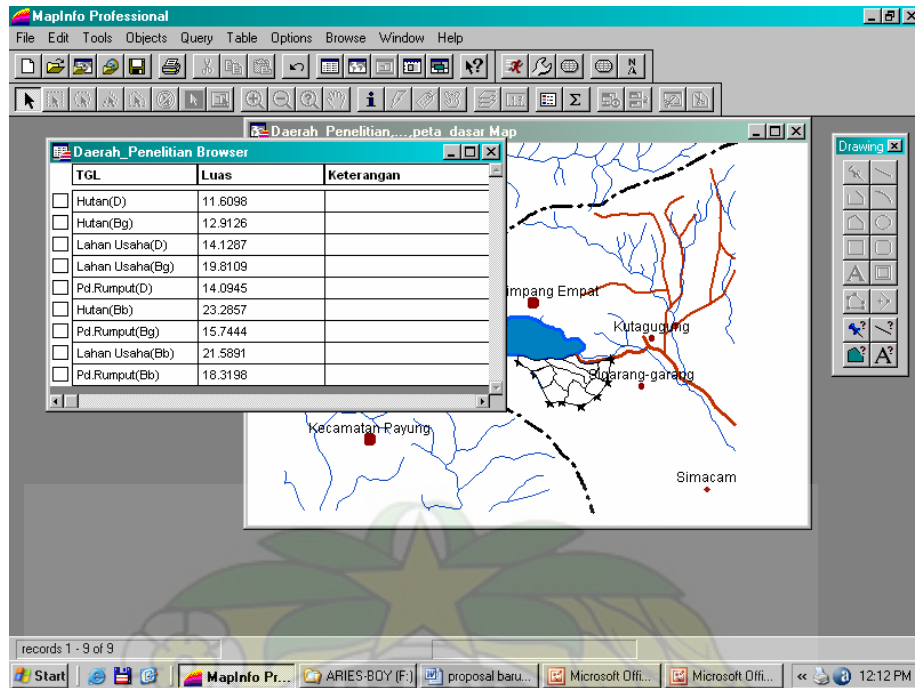 MapInfo Professional
File Edit Tools Objects Query Table Options Browse Window Help
Daerah_Penelitian,...,peta_dasar Map
Daerah_Penelitian Browser
Drawing
TGL Luas Keterangan
Hutan(D) 11.6098
Hutan(Bg) 12.9126
Lahan Usaha(D) 14.1287
Lahan Usaha(Bg) 19.8109
Pd.Rumput(D) 14.0945
Hutan(Bb) 23.2857
Pd.Rumput(Bg) 15.7444
Lahan Usaha(Bb) 21.5891
Pd.Rumput(Bb) 18.3198
impang Empat
Kutagugung
Sigarang-garang
Kecamatan Payung
Simacam
records 1 - 9 of 9
Start MapInfo Pr... ARIES-BOY (F:) proposal baru... Microsoft Offi... Microsoft Offi... « 12:12 PM